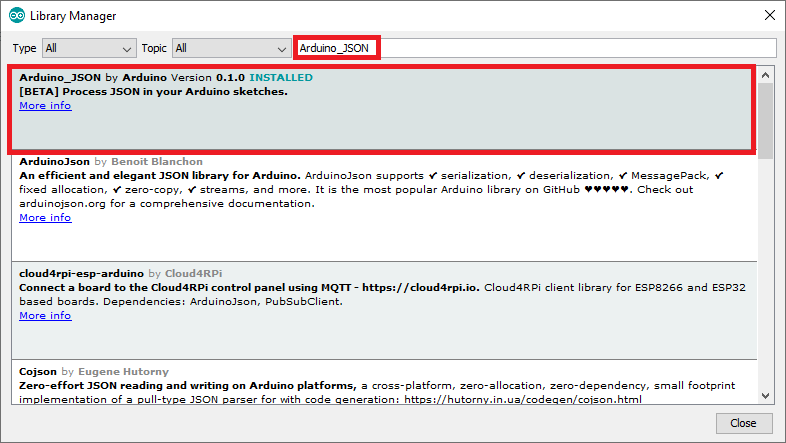 Library Manager
Type All Topic All Arduino_JSON
Arduino_JSON by Arduino Version 0.1.0 INSTALLED
[BETA] Process JSON in your Arduino sketches.
More info
ArduinoJson by Benoit Blanchon
An efficient and elegant JSON library for Arduino. ArduinoJson supports ✔ serialization, ✔ deserialization, ✔ MessagePack, ✔
fixed allocation, ✔ zero-copy, ✔ streams, and more. It is the most popular Arduino library on GitHub ♥♥♥♥♥. Check out
arduinojson.org for a comprehensive documentation.
More info
cloud4rpi-esp-arduino by Cloud4RPi
Connect a board to the Cloud4RPi control panel using MQTT - https://cloud4rpi.io. Cloud4RPi client library for ESP8266 and ESP32
based boards. Dependencies: ArduinoJson, PubSubClient.
More info
Cojson by Eugene Hutorny
Zero-effort JSON reading and writing on Arduino platforms, a cross-platform, zero-allocation, zero-dependency, small footprint
implementation of a pull-type JSON parser for with code generation: https://hutorny.in.ua/codegen/cojson.html
Close